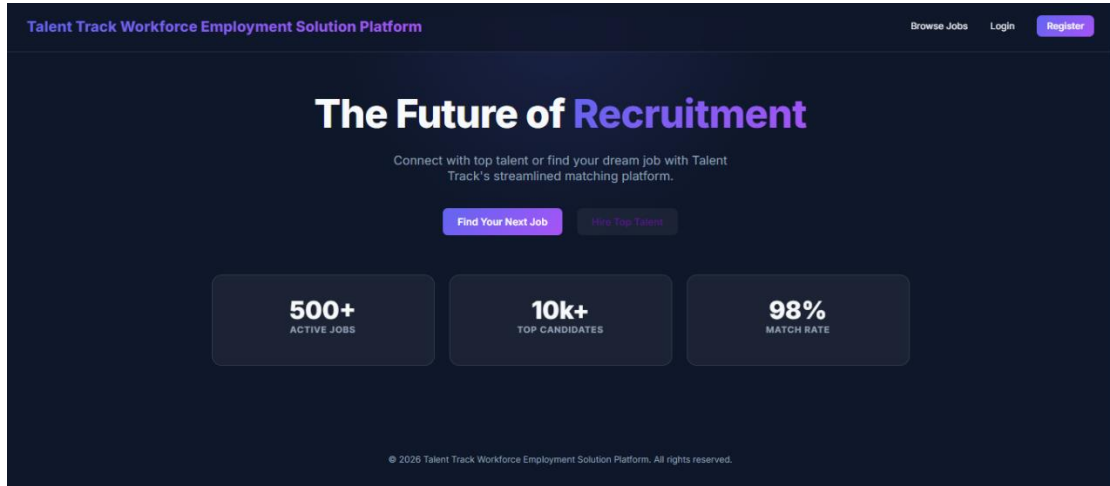 Talent Track Workforce Employment Solution Platform
Browse Jobs
Login
Register
The Future of Recruitment
Connect with top talent or find your dream job with Talent
Track's streamlined matching platform.
Find Your Next Job
Hire Top Talent
500+
ACTIVE JOBS
10k+
TOP CANDIDATES
98%
MATCH RATE
© 2026 Talent Track Workforce Employment Solution Platform. All rights reserved.